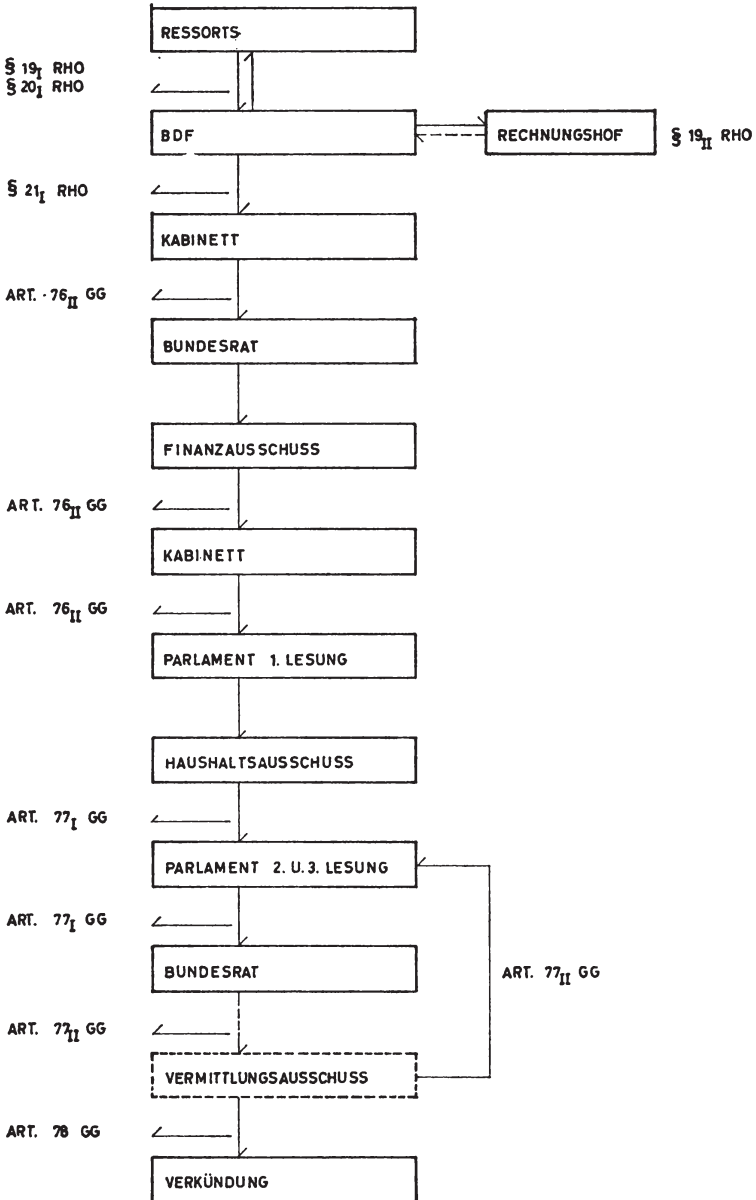 RESSORTS
§ 19I RHO
§ 20I RHO
BDF
RECHNUNGSHOF
§ 19II RHO
§ 21I RHO
KABINETT
ART. 76II GG
BUNDESRAT
FINANZAUSSCHUSS
ART. 76II GG
KABINETT
ART. 76II GG
PARLAMENT 1. LESUNG
HAUSHALTSAUSSCHUSS
ART. 77I GG
PARLAMENT 2. U. 3. LESUNG
ART. 77I GG
BUNDESRAT
ART. 77II GG
ART. 77II GG
VERMITTLUNGSAUSSCHUSS
ART. 78 GG
VERKÜNDUNG